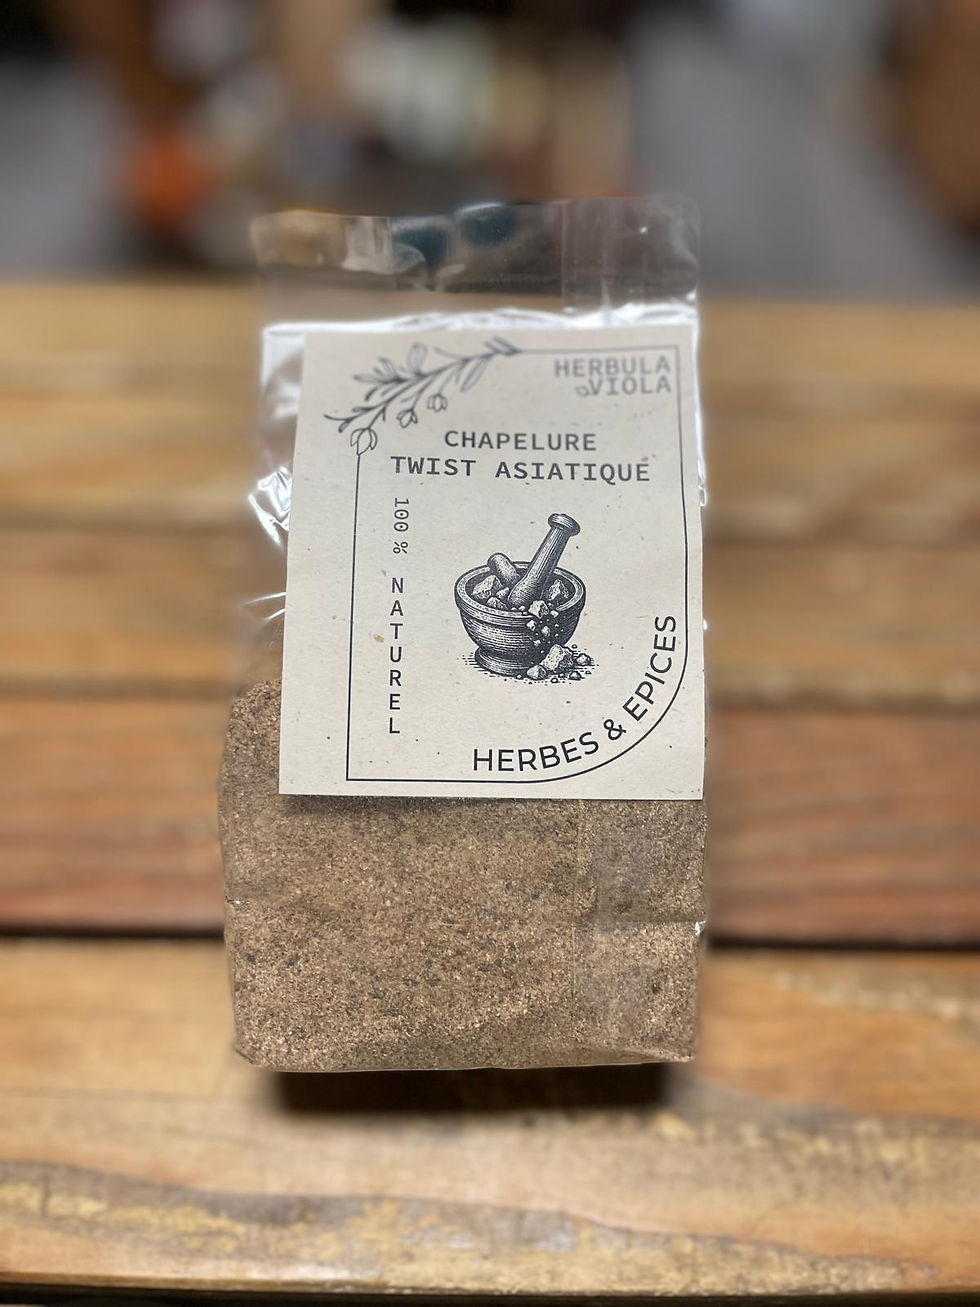 HERBULA
VIOLA
CHAPELURE
TWIST ASIATIQUE
100 % NATUREL
HERBES & EPICES